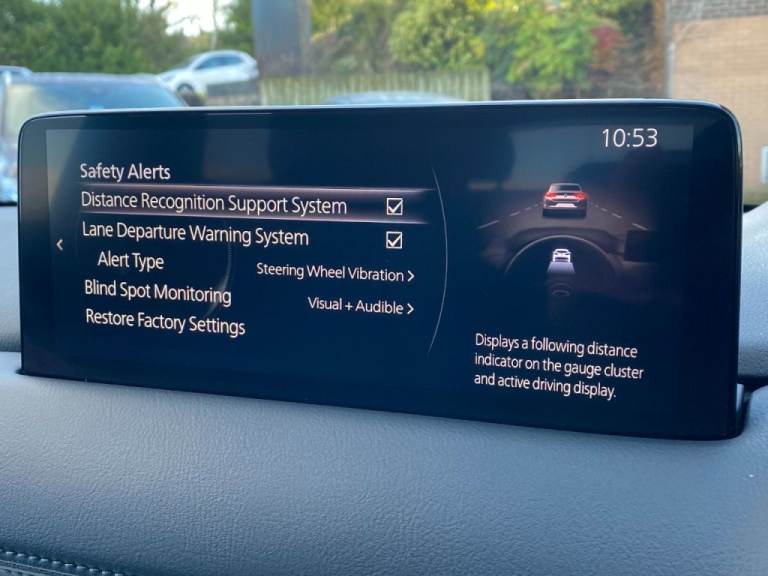 10:53
Safety Alerts
Distance Recognition Support System
Lane Departure Warning System
Alert Type Steering Wheel Vibration >
Blind Spot Monitoring Visual + Audible >
Restore Factory Settings
Displays a following distance
indicator on the gauge cluster
and active driving display.